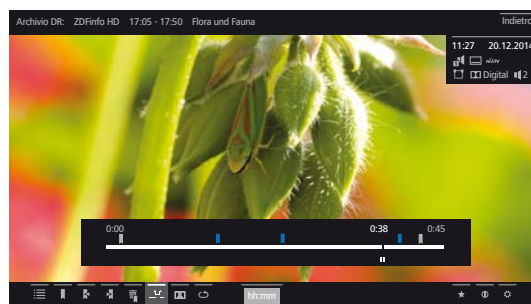 Archivio DR: ZDFinfo HD 17:05 - 17:50 Flora und Fauna
Indietro
11:27 20.12.2014
Digital 2
0:00 0:38 0:45
hh:mm